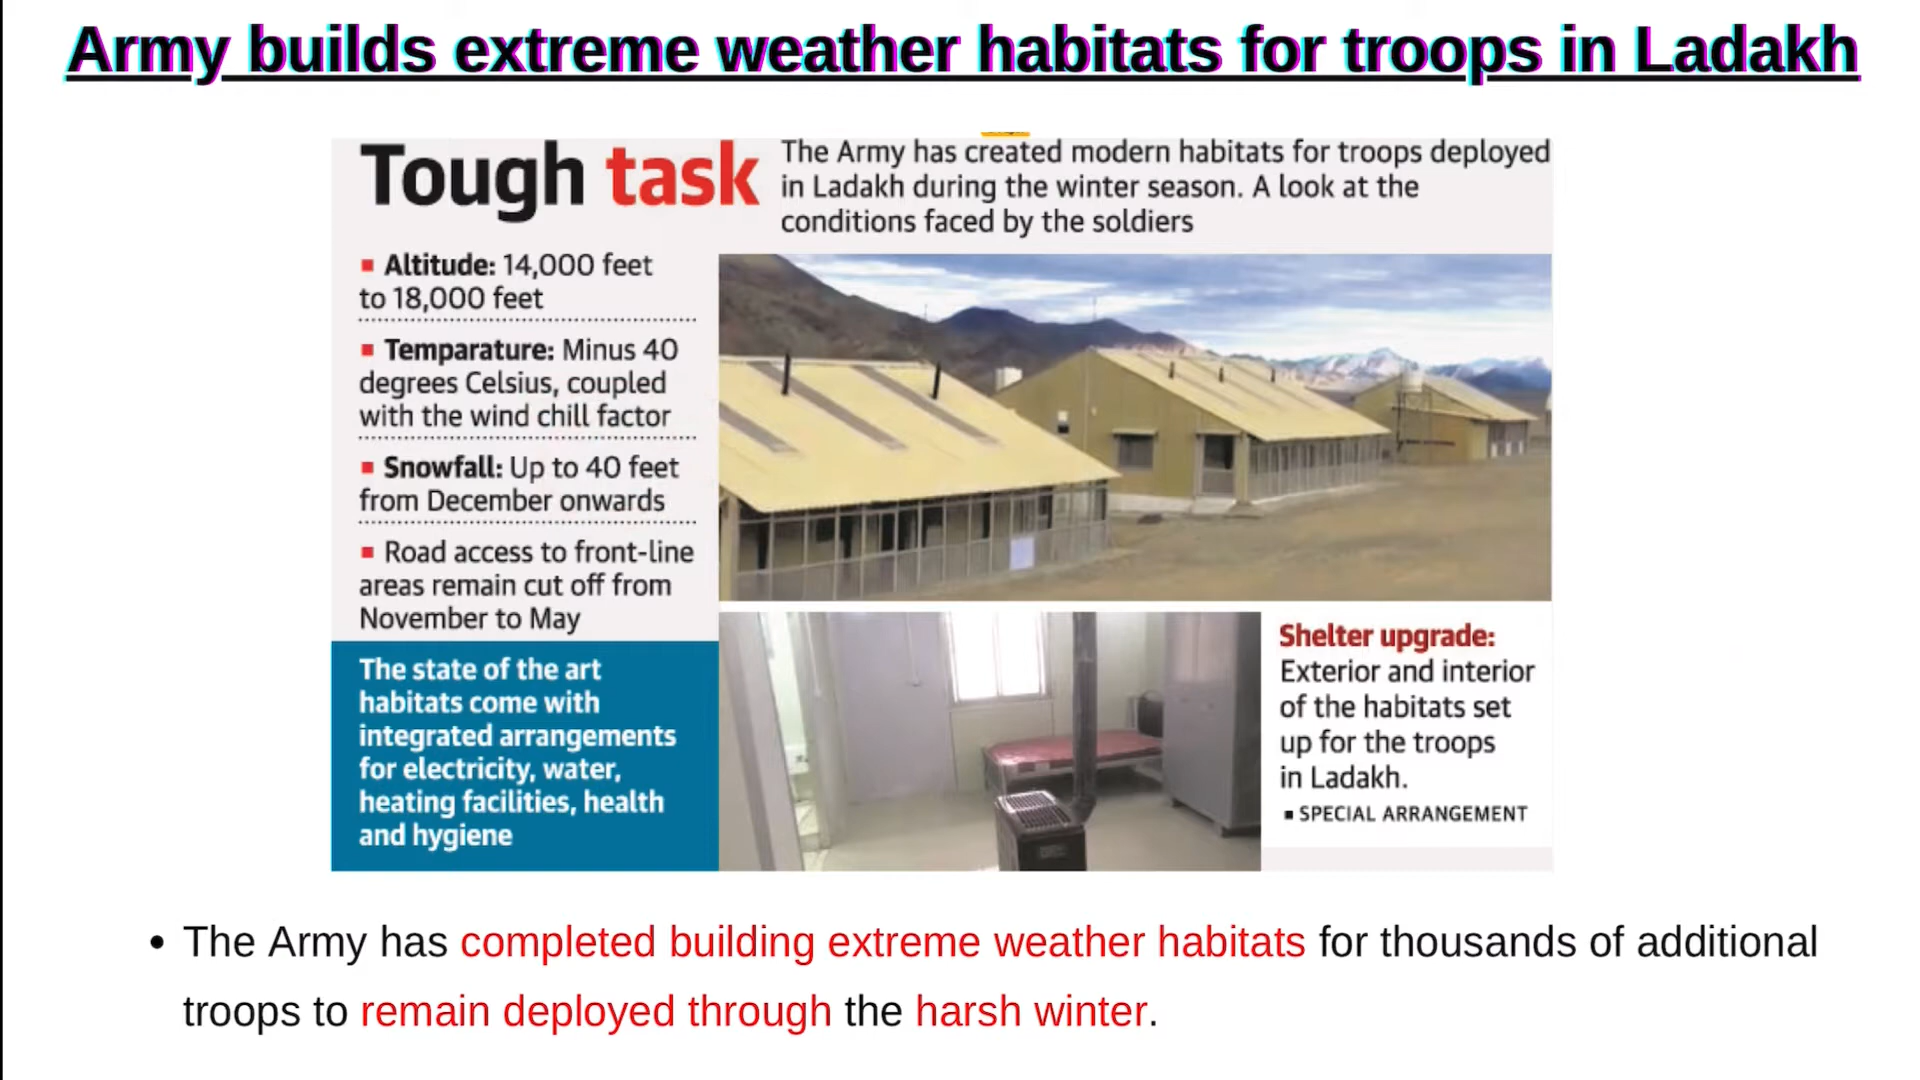 Army builds extreme weather habitats for troops in Ladakh
Tough task
The Army has created modern habitats for troops deployed
in Ladakh during the winter season. A look at the
conditions faced by the soldiers
▪ Altitude: 14,000 feet
to 18,000 feet
▪ Temparature: Minus 40
degrees Celsius, coupled
with the wind chill factor
▪ Snowfall: Up to 40 feet
from December onwards
▪ Road access to front-line
areas remain cut off from
November to May
The state of the art
habitats come with
integrated arrangements
for electricity, water,
heating facilities, health
and hygiene
Shelter upgrade:
Exterior and interior
of the habitats set
up for the troops
in Ladakh.
▪ SPECIAL ARRANGEMENT
• The Army has completed building extreme weather habitats for thousands of additional
troops to remain deployed through the harsh winter.